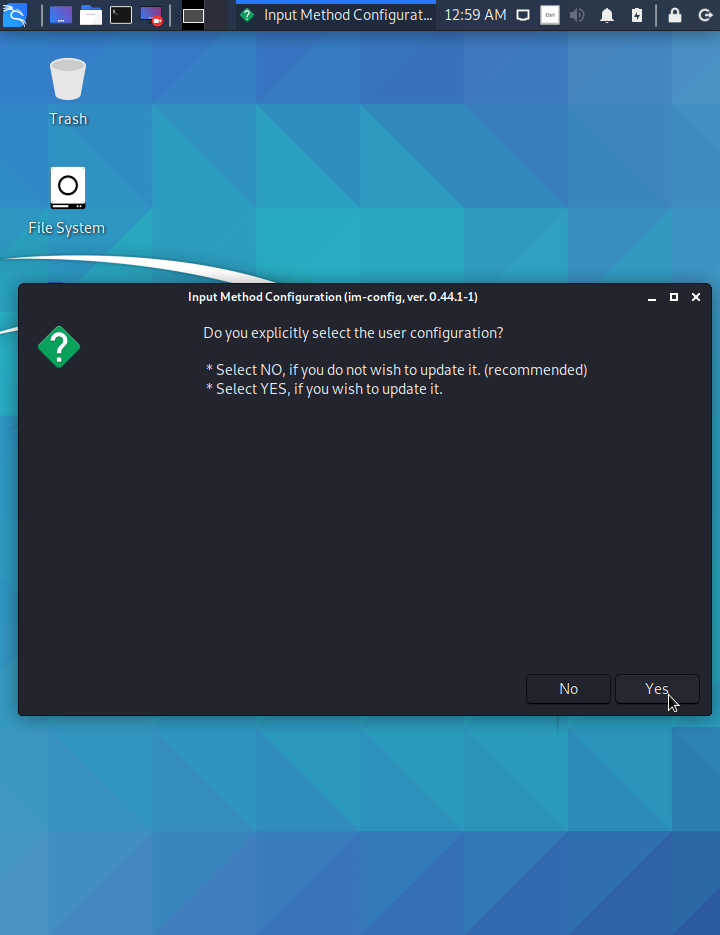 Input Method Configurat... 12:59 AM Ctrl
Trash
File System
Input Method Configuration (im-config, ver. 0.44.1-1)
Do you explicitly select the user configuration?
* Select NO, if you do not wish to update it. (recommended)
* Select YES, if you wish to update it.
No Yes